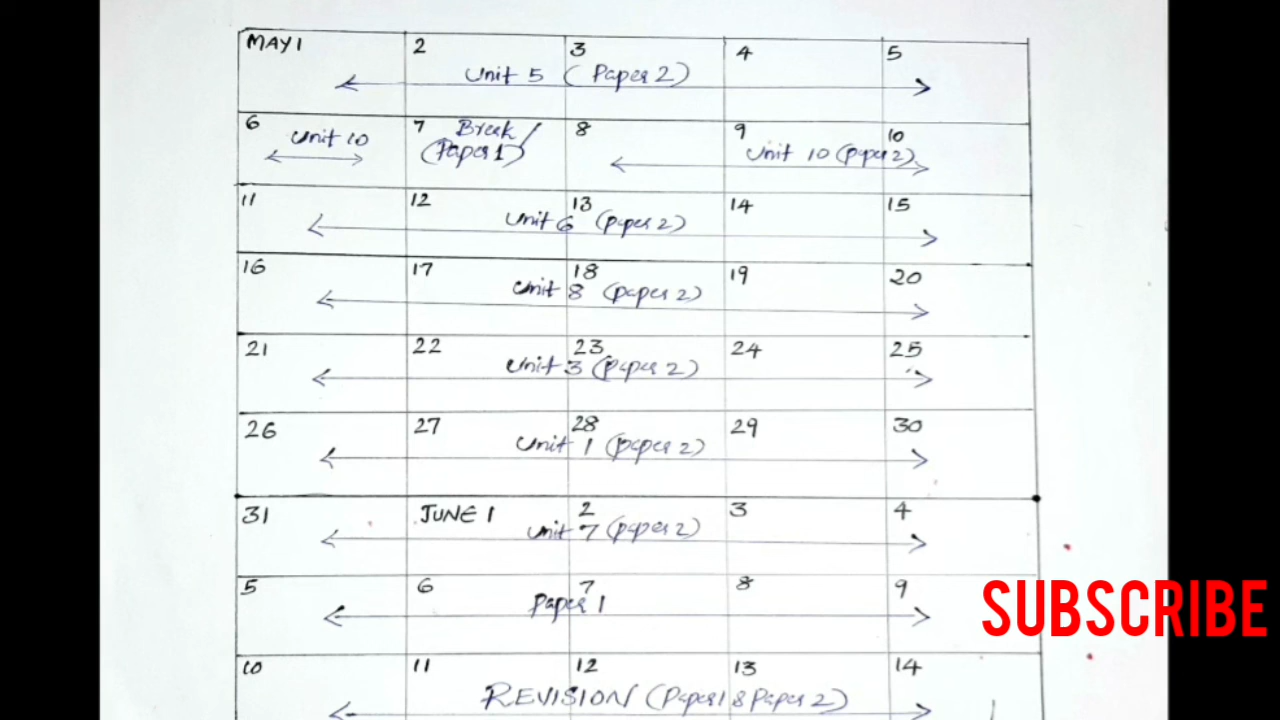 MAY 1 2 3 4 5
Unit 5 (Paper 2)
6 7 8 9 10
Unit 10 Break
(Paper 1) Unit 10 (paper 2)
11 12 13 14 15
Unit 6 (paper 2)
16 17 18 19 20
Unit 8 (paper 2)
21 22 23 24 25
Unit 3 (paper 2)
26 27 28 29 30
Unit 1 (paper 2)
31 JUNE 1 2 3 4
Unit 7 (paper 2)
5 6 7 8 9
Paper 1
SUBSCRIBE
10 11 12 13 14
REVISION (Paper 1 & Paper 2)